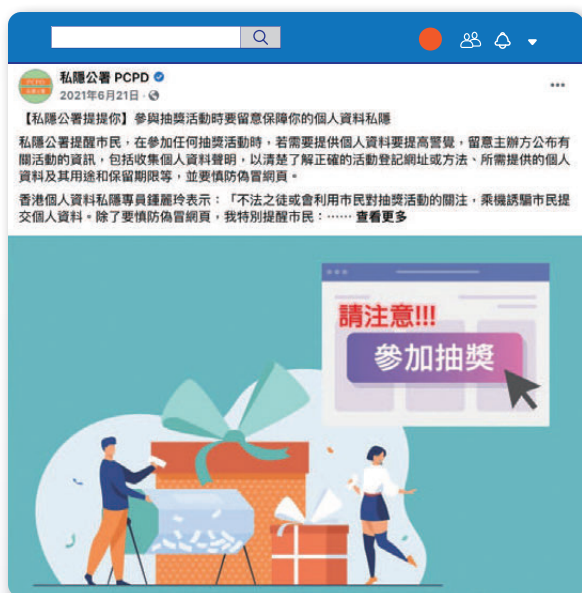 私隱公署 PCPD
2021年6月21日
【私隱公署提提你】參與抽獎活動時要留意保障你的個人資料私隱
私隱公署提醒市民，在參加任何抽獎活動時，若需要提供個人資料要提高警覺，留意主辦方公布有
關活動的資訊，包括收集個人資料聲明，以清楚了解正確的活動登記網址或方法、所需提供的個人
資料及其用途和保留期限等，並要慎防偽冒網頁。
香港個人資料私隱專員鍾麗玲表示：「不法之徒或會利用市民對抽獎活動的關注，乘機誘騙市民提
交個人資料。除了要慎防偽冒網頁，我特別提醒市民：⋯⋯ 查看更多
請注意!!!
參加抽獎